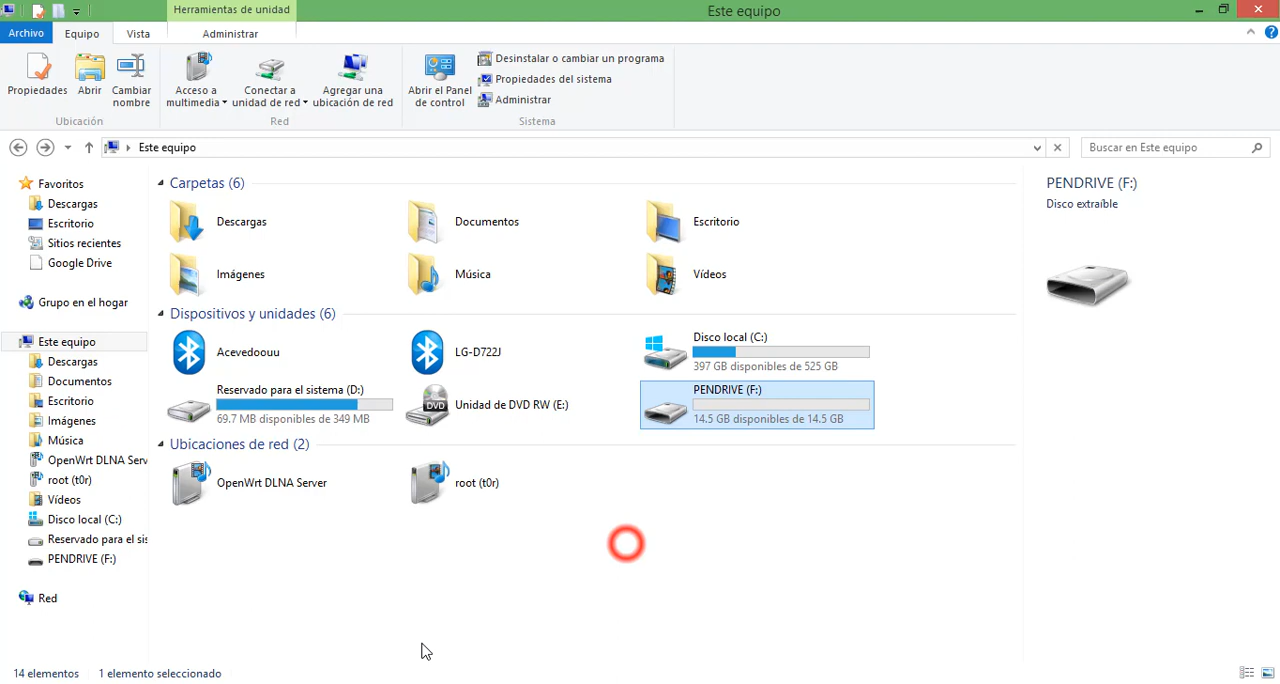 Herramientas de unidad
Este equipo
Archivo
Equipo
Vista
Administrar
Propiedades
Abrir
Cambiar
nombre
Ubicación
Acceso a
multimedia
Conectar a
unidad de red
Agregar una
ubicación de red
Red
Abrir el Panel
de control
Desinstalar o cambiar un programa
Propiedades del sistema
Administrar
Sistema
Este equipo
Buscar en Este equipo
Favoritos
Descargas
Escritorio
Sitios recientes
Google Drive
Grupo en el hogar
Este equipo
Descargas
Documentos
Escritorio
Imágenes
Música
OpenWrt DLNA Serv
root (t0r)
Vídeos
Disco local (C:)
Reservado para el sis
PENDRIVE (F:)
Red
Carpetas (6)
Descargas
Documentos
Escritorio
Imágenes
Música
Vídeos
Dispositivos y unidades (6)
Acevedoouu
LG-D722J
Disco local (C:)
397 GB disponibles de 525 GB
Reservado para el sistema (D:)
69.7 MB disponibles de 349 MB
DVD
Unidad de DVD RW (E:)
PENDRIVE (F:)
14.5 GB disponibles de 14.5 GB
Ubicaciones de red (2)
OpenWrt DLNA Server
root (t0r)
PENDRIVE (F:)
Disco extraíble
14 elementos
1 elemento seleccionado